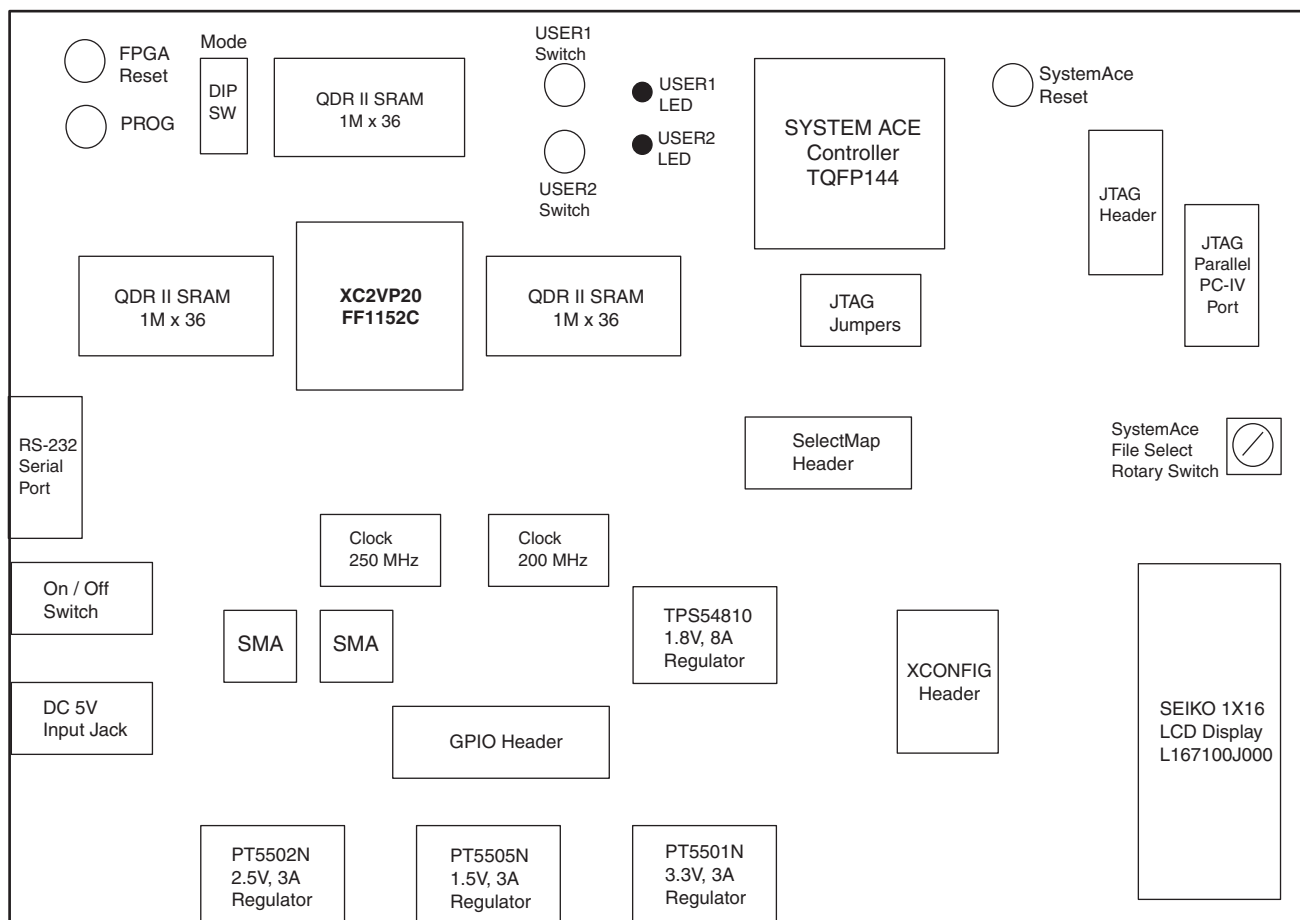 FPGA
Reset
PROG
Mode
DIP
SW
QDR II SRAM
1M x 36
USER1
Switch
USER2
Switch
USER1
LED
USER2
LED
SYSTEM ACE
Controller
TQFP144
SystemAce
Reset
JTAG
Header
JTAG
Parallel
PC-IV
Port
QDR II SRAM
1M x 36
XC2VP20
FF1152C
QDR II SRAM
1M x 36
JTAG
Jumpers
RS-232
Serial
Port
SelectMap
Header
SystemAce
File Select
Rotary Switch
Clock
250 MHz
Clock
200 MHz
On / Off
Switch
SMA
SMA
TPS54810
1.8V, 8A
Regulator
XCONFIG
Header
SEIKO 1X16
LCD Display
L167100J000
DC 5V
Input Jack
GPIO Header
PT5502N
2.5V, 3A
Regulator
PT5505N
1.5V, 3A
Regulator
PT5501N
3.3V, 3A
Regulator